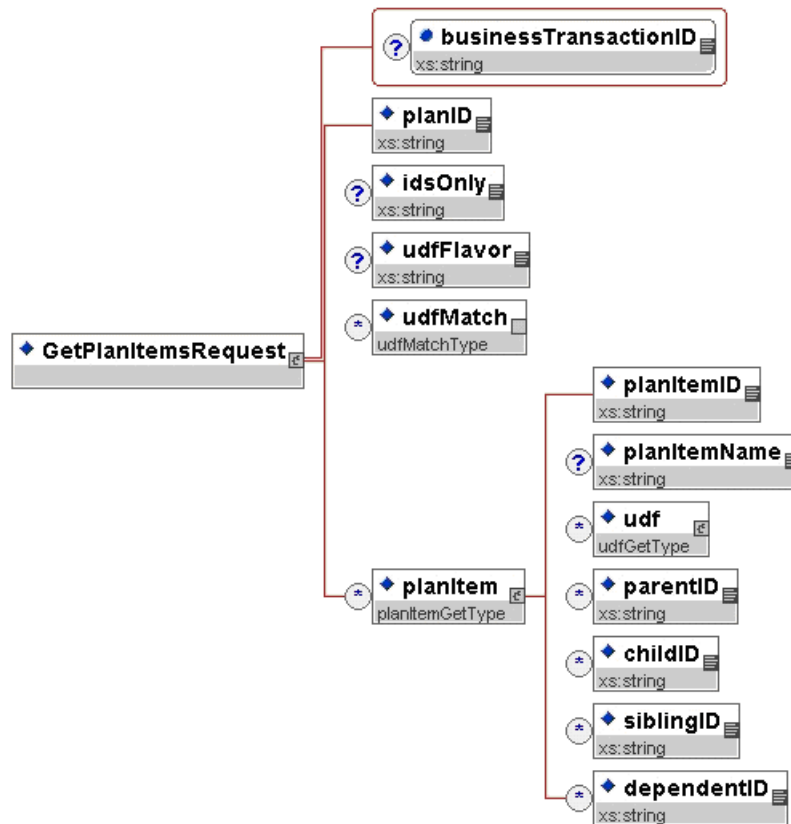 ? businessTransactionID
xs:string
planID
xs:string
? idsOnly
xs:string
? udfFlavor
xs:string
* udfMatch
udfMatchType
GetPlanItemsRequest
planItemID
xs:string
? planItemName
xs:string
* udf
udfGetType
* planItem
planItemGetType
* parentID
xs:string
* childID
xs:string
* siblingID
xs:string
* dependentID
xs:string